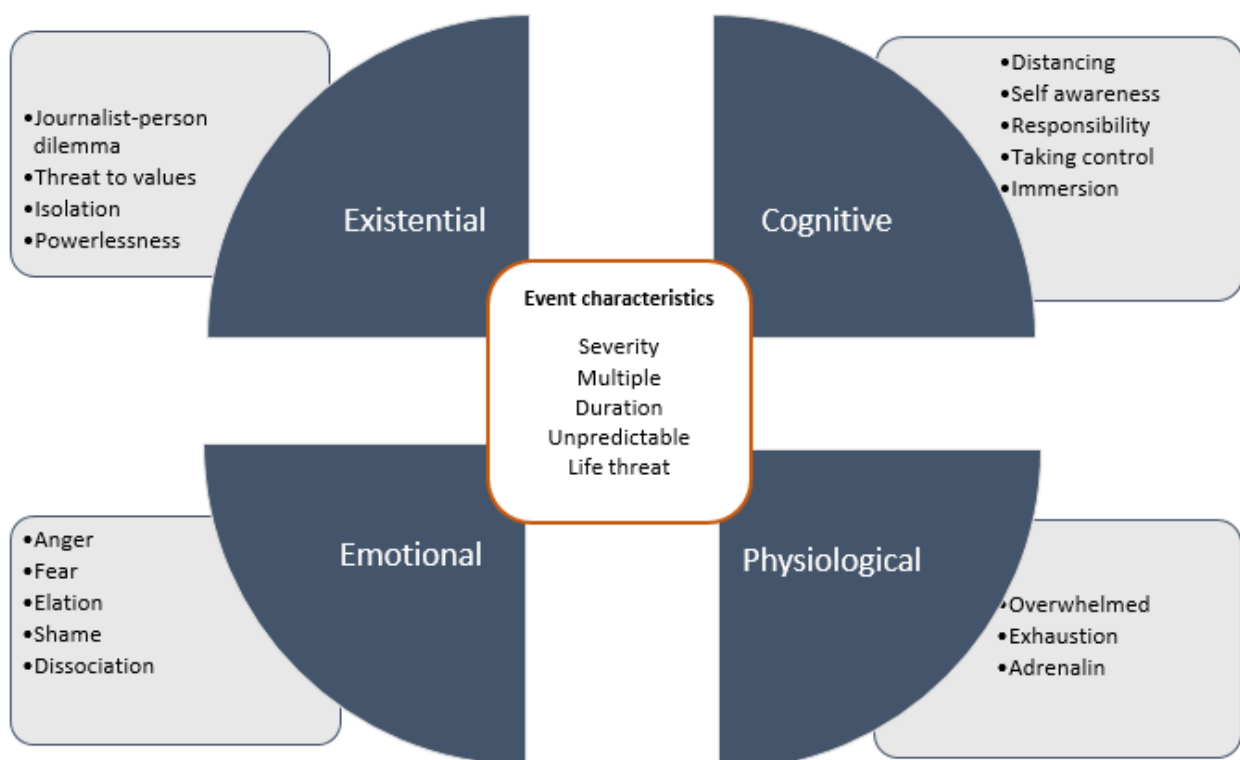 •Journalist-person
dilemma
•Threat to values
•Isolation
•Powerlessness
Existential
•Distancing
•Self awareness
•Responsibility
•Taking control
•Immersion
Cognitive
Event characteristics
Severity
Multiple
Duration
Unpredictable
Life threat
•Anger
•Fear
•Elation
•Shame
•Dissociation
Emotional
Physiological
•Overwhelmed
•Exhaustion
•Adrenalin